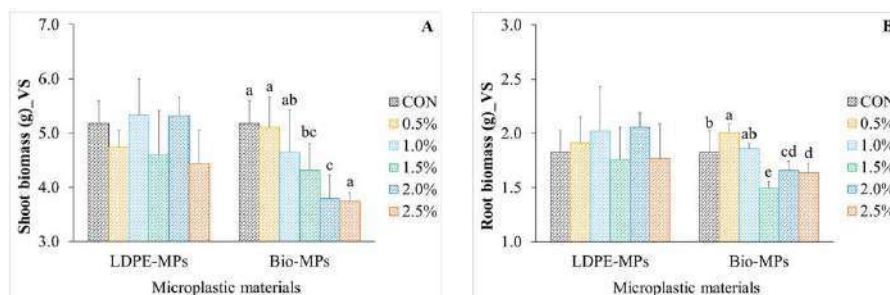 A
7.0
6.0
5.0
4.0
3.0
Shoot biomass (g)_VS
a a ab bc c a
CON
0.5%
1.0%
1.5%
2.0%
2.5%
LDPE-MPs Bio-MPs
Microplastic materials
3.0
2.5
2.0
1.5
1.0
Root biomass (g)_VS
b a ab e cd d
CON
0.5%
1.0%
1.5%
2.0%
2.5%
LDPE-MPs Bio-MPs
Microplastic materials